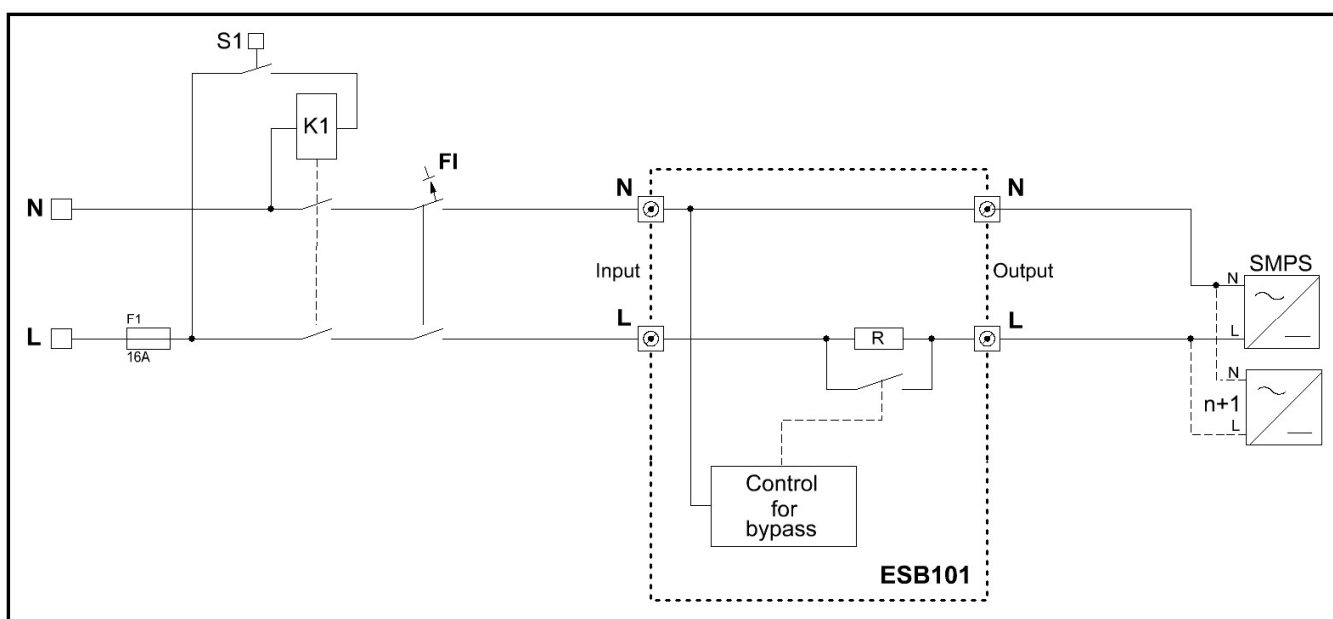 S1
K1
FI
N
N
N
Input
Output
SMPS
N
L
F1
16A
L
L
R
L
N
n+1
L
Control
for
bypass
ESB101